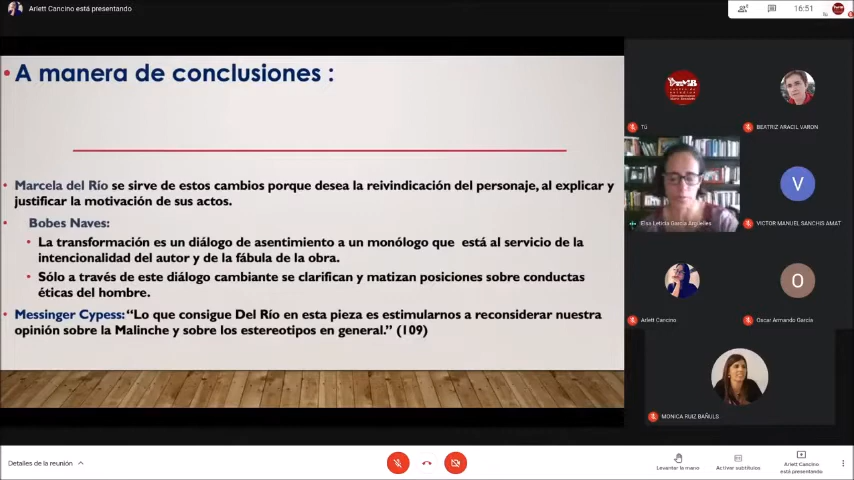 Arlett Cancino está presentando
16:51
A manera de conclusiones :
Marcela del Río se sirve de estos cambios porque desea la reivindicación del personaje, al explicar y
justificar la motivación de sus actos.
Bobes Naves:
La transformación es un diálogo de asentimiento a un monólogo que está al servicio de la
intencionalidad del autor y de la fábula de la obra.
Sólo a través de este diálogo cambiante se clarifican y matizan posiciones sobre conductas
éticas del hombre.
Messinger Cypess: “Lo que consigue Del Río en esta pieza es estimularnos a reconsiderar nuestra
opinión sobre la Malinche y sobre los estereotipos en general.” (109)
Tú
BEATRIZ ARACIL VARON
Elsa Leticia García Argüelles
V
VICTOR MANUEL SANCHIS AMAT
Arlett Cancino
O
Oscar Armando García
MONICA RUIZ BAÑULS
Detalles de la reunión
Levantar la mano
Activar subtítulos
Arlett Cancino
está presentando